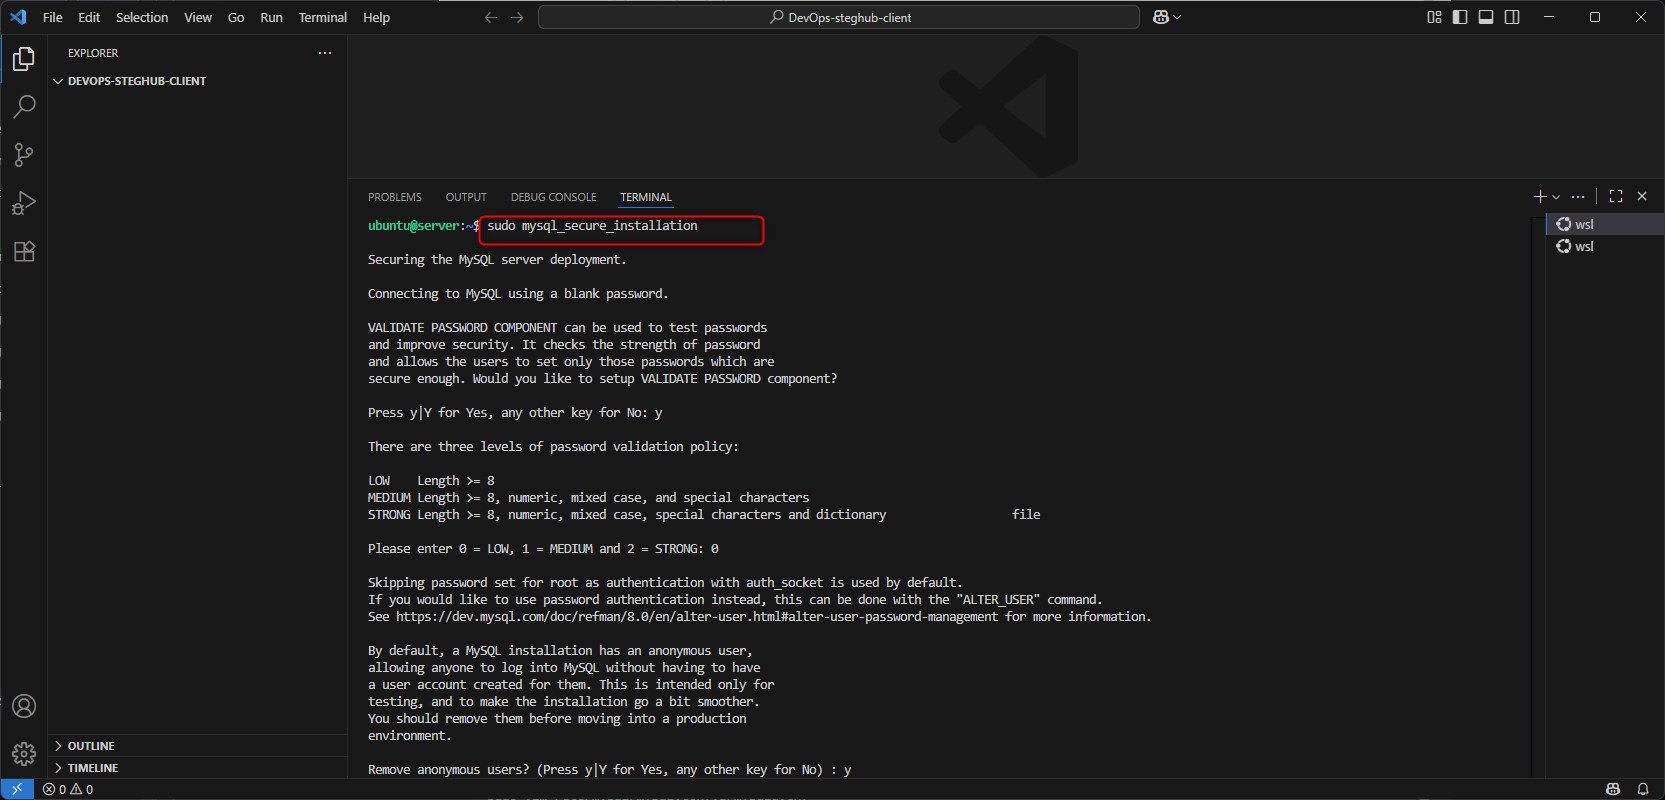 File Edit Selection View Go Run Terminal Help
DevOps-steghub-client
EXPLORER
DEVOPS-STEGHUB-CLIENT
PROBLEMS OUTPUT DEBUG CONSOLE TERMINAL
wsl
wsl
ubuntu@server:~$ sudo mysql_secure_installation
Securing the MySQL server deployment.
Connecting to MySQL using a blank password.
VALIDATE PASSWORD COMPONENT can be used to test passwords
and improve security. It checks the strength of password
and allows the users to set only those passwords which are
secure enough. Would you like to setup VALIDATE PASSWORD component?
Press y|Y for Yes, any other key for No: y
There are three levels of password validation policy:
LOW    Length >= 8
MEDIUM Length >= 8, numeric, mixed case, and special characters
STRONG Length >= 8, numeric, mixed case, special characters and dictionary                  file
Please enter 0 = LOW, 1 = MEDIUM and 2 = STRONG: 0
Skipping password set for root as authentication with auth_socket is used by default.
If you would like to use password authentication instead, this can be done with the "ALTER_USER" command.
See https://dev.mysql.com/doc/refman/8.0/en/alter-user.html#alter-user-password-management for more information.
By default, a MySQL installation has an anonymous user,
allowing anyone to log into MySQL without having to have
a user account created for them. This is intended only for
testing, and to make the installation go a bit smoother.
You should remove them before moving into a production
environment.
Remove anonymous users? (Press y|Y for Yes, any other key for No) : y
OUTLINE
TIMELINE
0 0